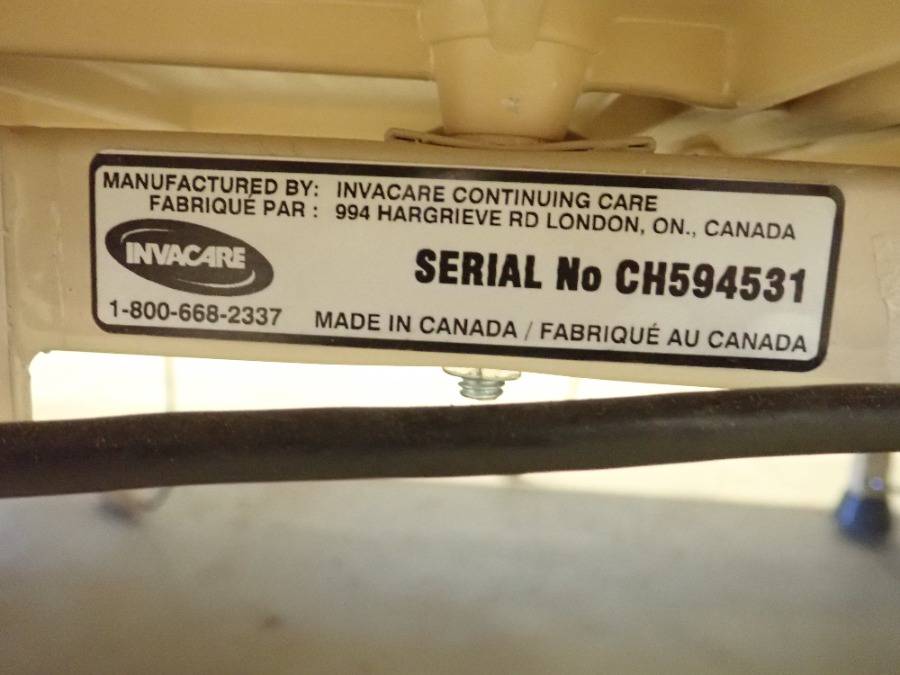 MANUFACTURED BY: INVACARE CONTINUING CARE
FABRIQUÉ PAR : 994 HARGRIEVE RD LONDON, ON., CANADA
INVACARE
SERIAL No CH594531
1-800-668-2337
MADE IN CANADA / FABRIQUÉ AU CANADA